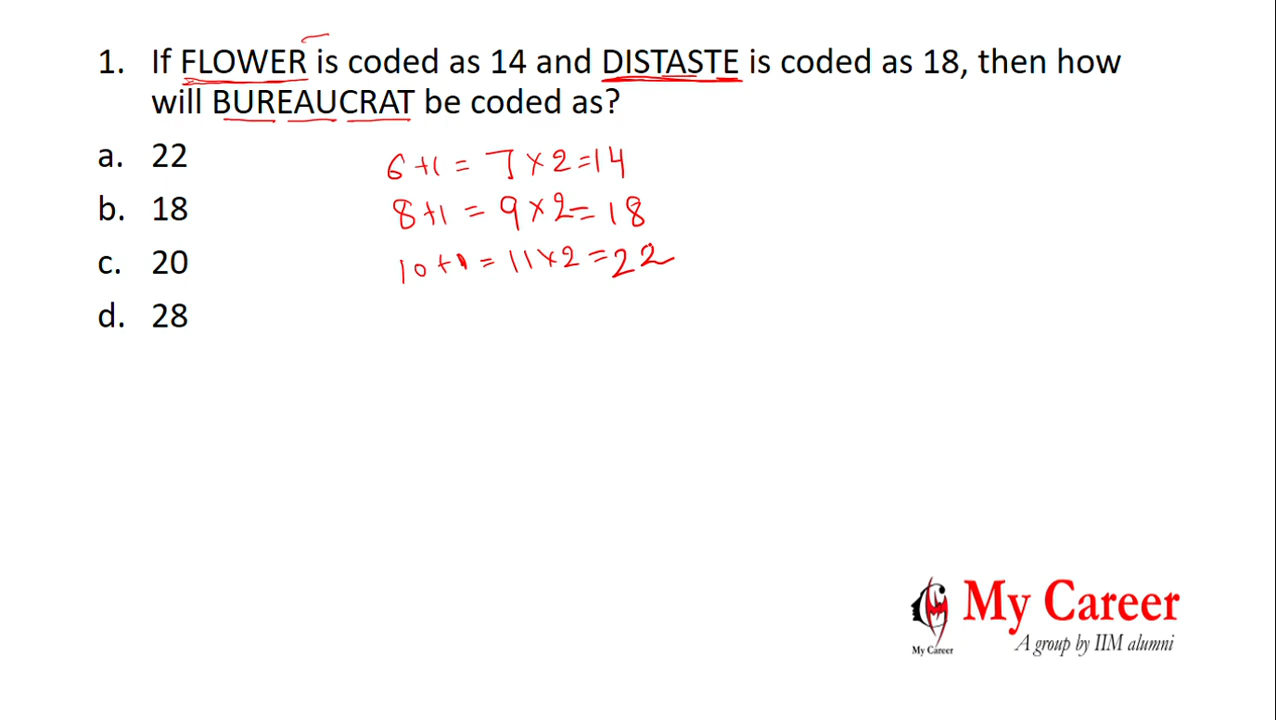 1. If FLOWER is coded as 14 and DISTASTE is coded as 18, then how
will BUREAUCRAT be coded as?
a. 22
b. 18
c. 20
d. 28
6+1 = 7×2=14
8+1 = 9×2=18
10+1 = 11×2=22
My Career
A group by IIM alumni
My Career